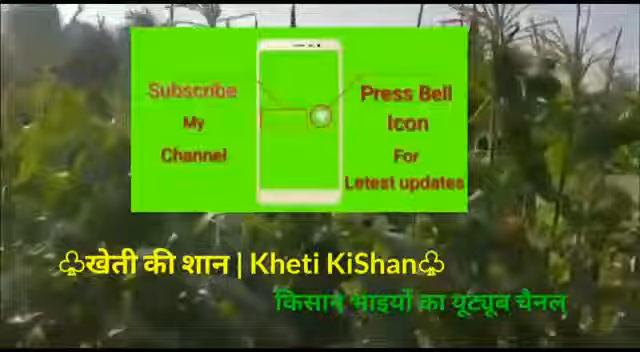 Subscribe
My
Channel
Press Bell
Icon
For
Letest updates
♧खेती की शान | Kheti KiShan♧
किसान भाइयों का यूट्यूब चैनल